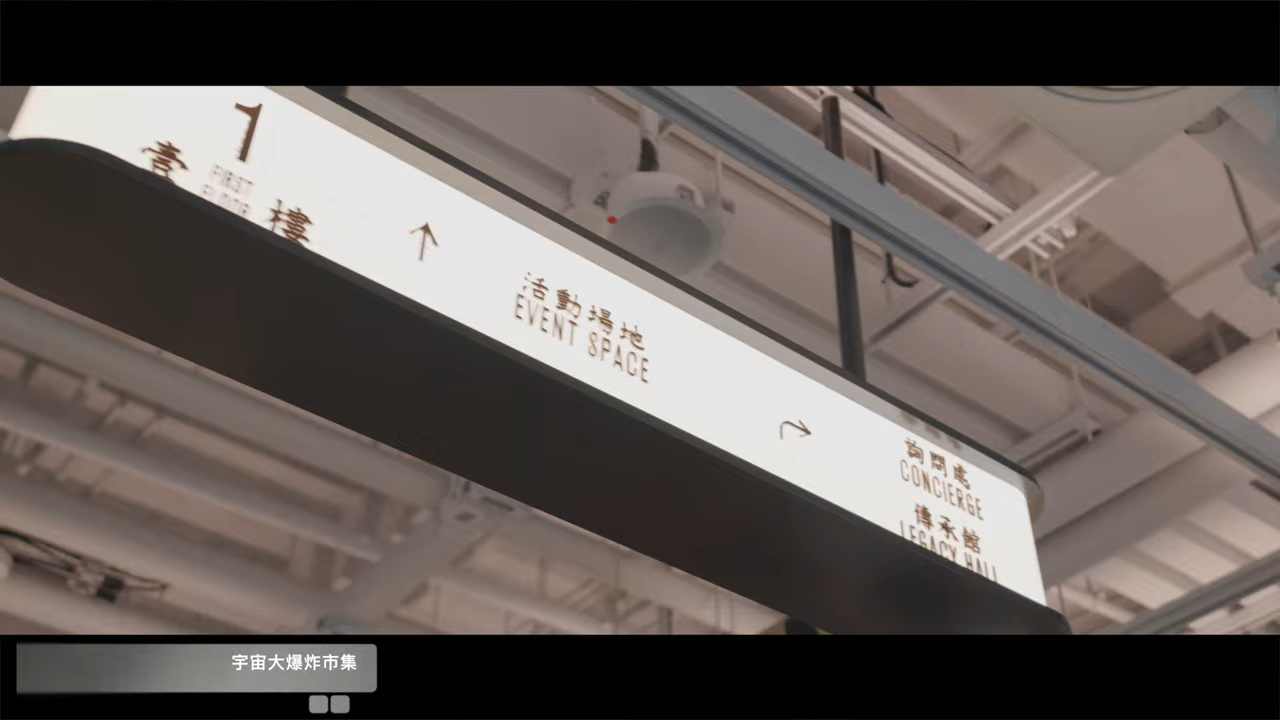 1
壹
FIRST
FLOOR
樓
活動場地
EVENT SPACE
詢問處
CONCIERGE
傳承館
LEGACY HALL
宇宙大爆炸市集